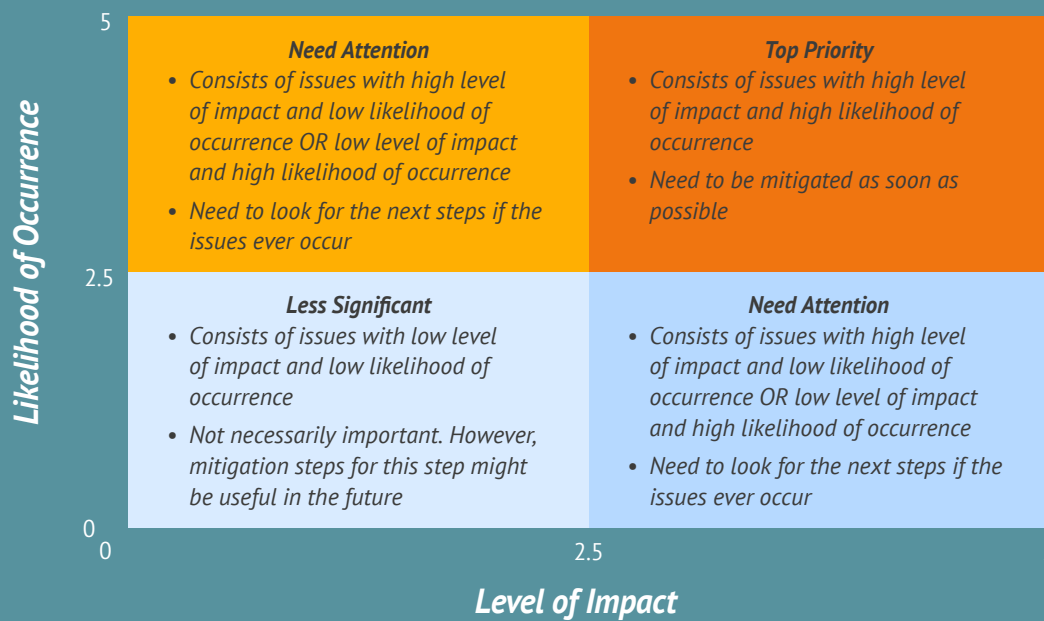 5
Need Attention
• Consists of issues with high level
of impact and low likelihood of
occurrence OR low level of impact
and high likelihood of occurrence
• Need to look for the next steps if the
issues ever occur
Top Priority
• Consists of issues with high level
of impact and high likelihood of
occurrence
• Need to be mitigated as soon as
possible
Likelihood of Occurrence
2.5
Less Significant
• Consists of issues with low level
of impact and low likelihood of
occurrence
• Not necessarily important. However,
mitigation steps for this step might
be useful in the future
Need Attention
• Consists of issues with high level
of impact and low likelihood of
occurrence OR low level of impact
and high likelihood of occurrence
• Need to look for the next steps if the
issues ever occur
0
0
2.5
Level of Impact